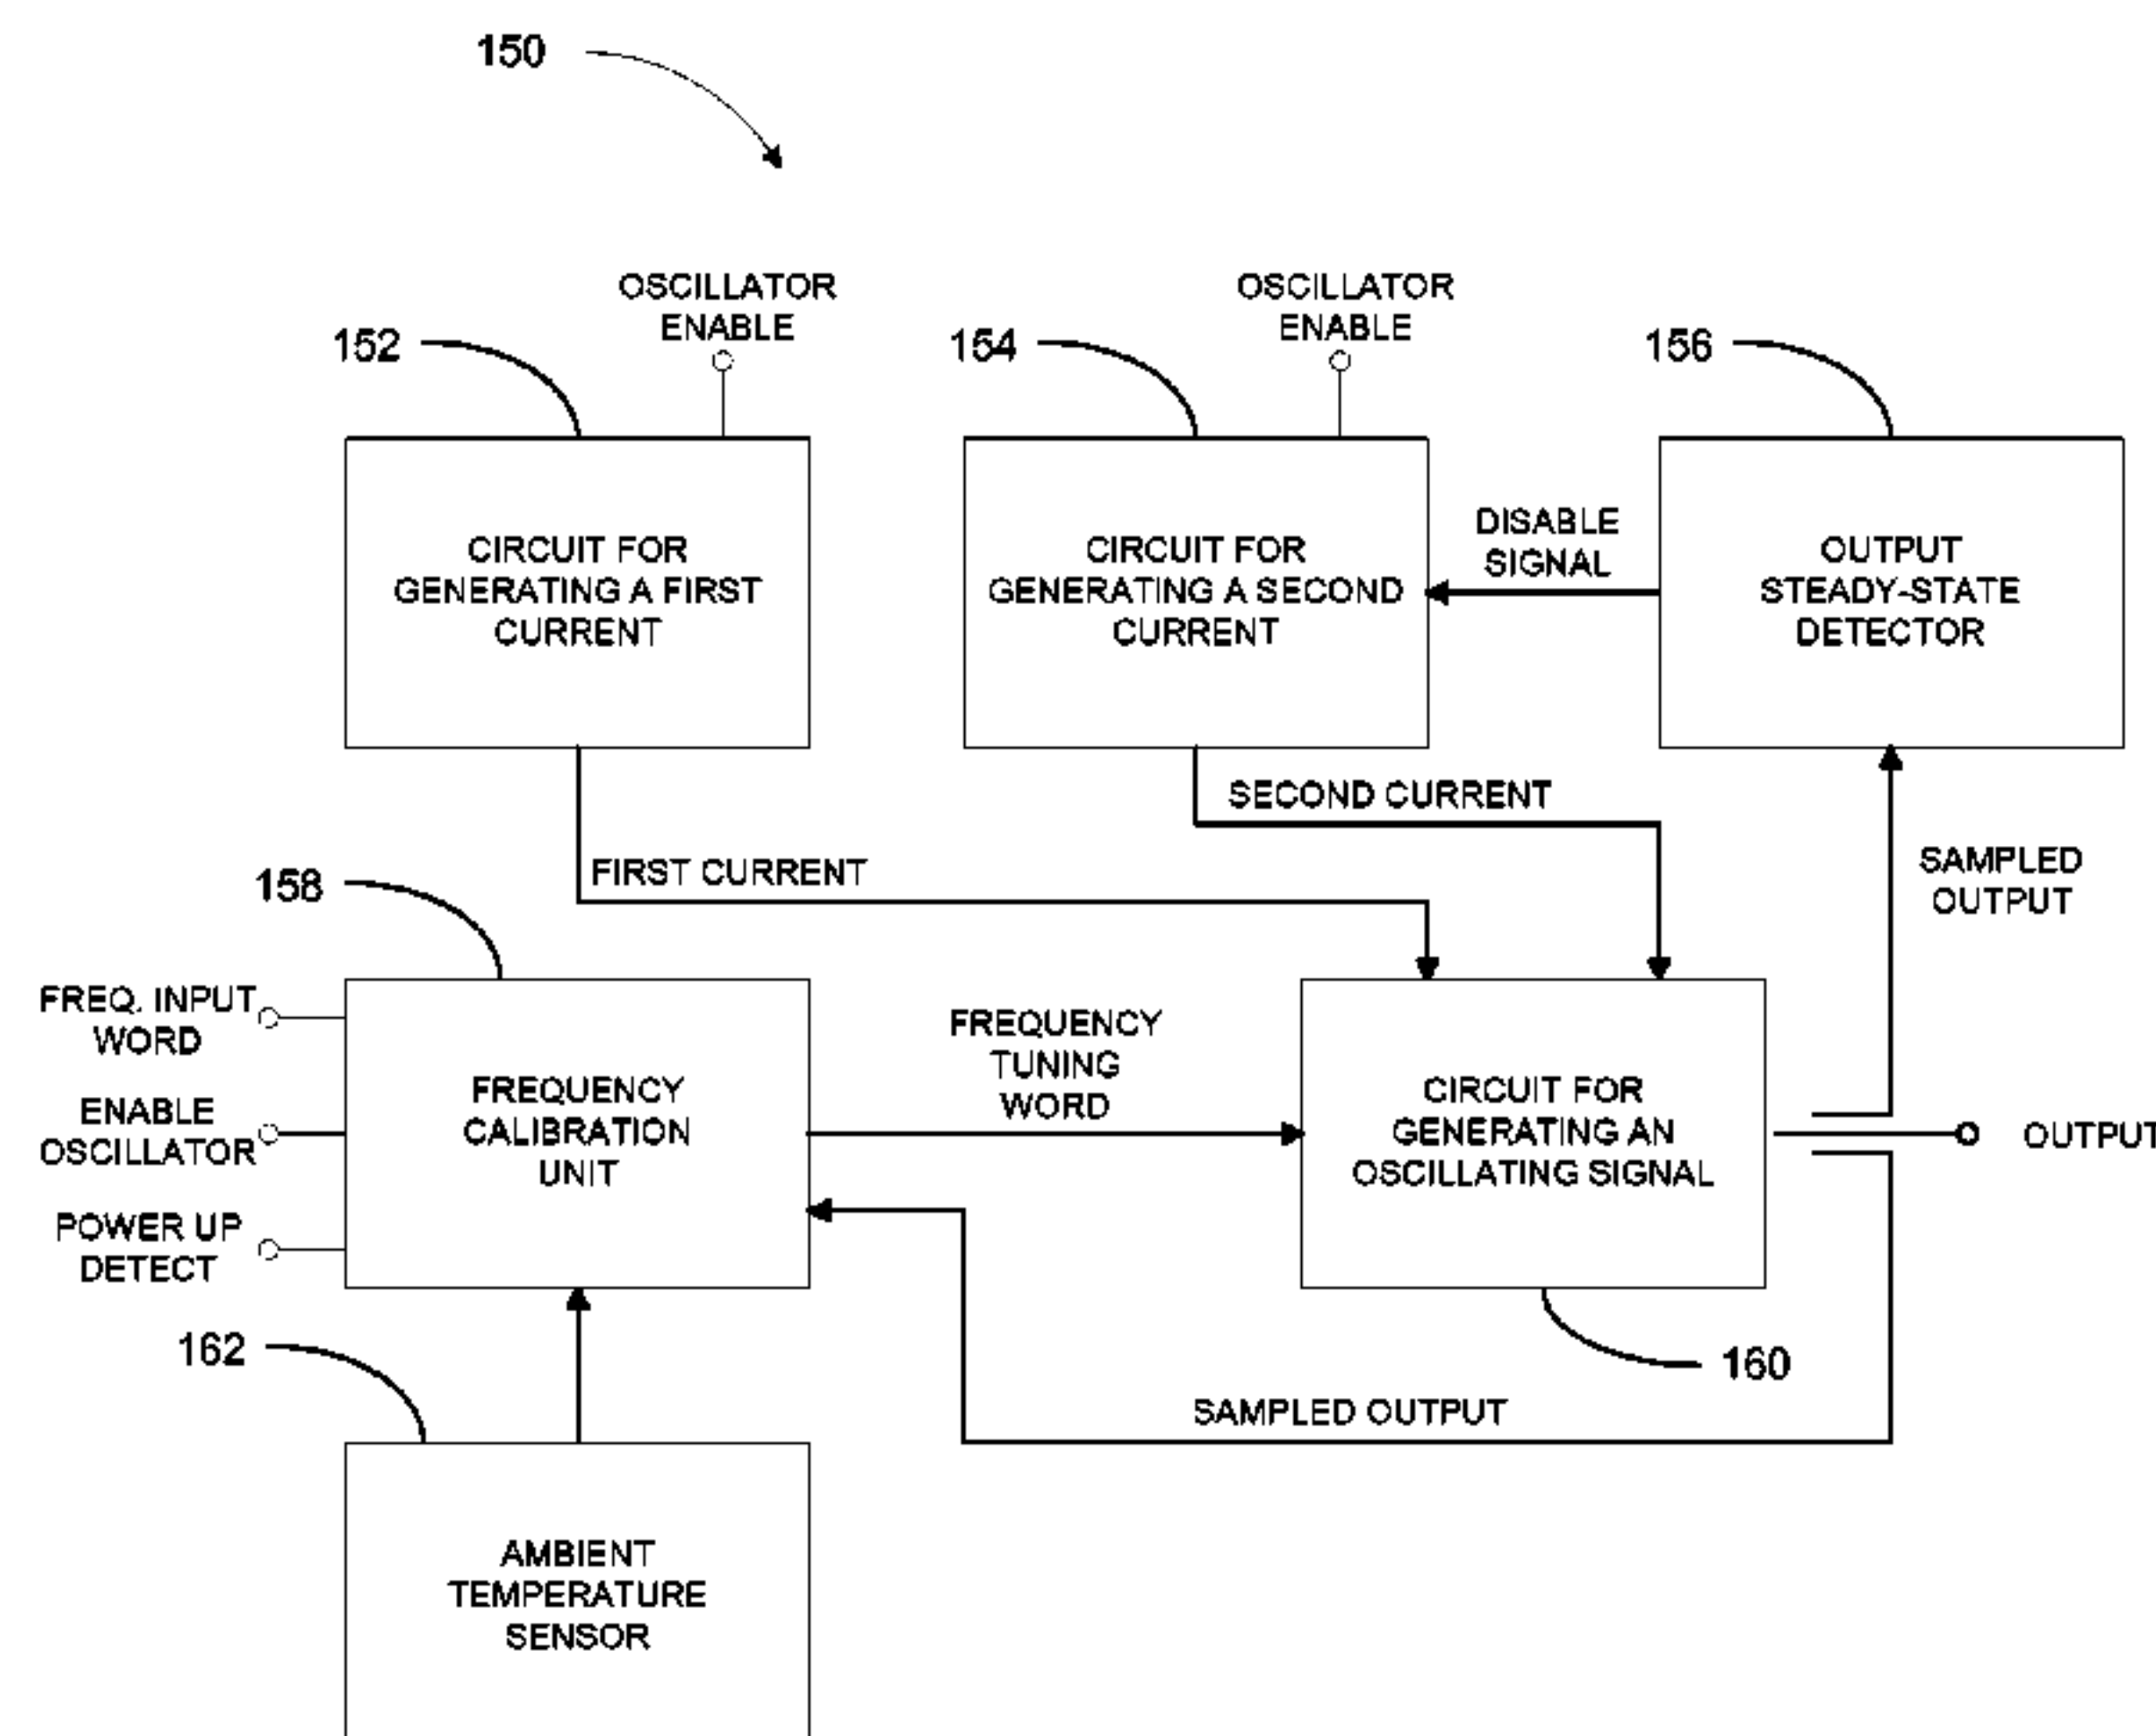 150
OSCILLATOR
ENABLE
OSCILLATOR
ENABLE
152
154
156
CIRCUIT FOR
GENERATING A FIRST
CURRENT
CIRCUIT FOR
GENERATING A SECOND
CURRENT
DISABLE
SIGNAL
OUTPUT
STEADY-STATE
DETECTOR
SECOND CURRENT
FIRST CURRENT
SAMPLED
OUTPUT
158
FREQ. INPUT
WORD
ENABLE
OSCILLATOR
POWER UP
DETECT
FREQUENCY
CALIBRATION
UNIT
FREQUENCY
TUNING
WORD
CIRCUIT FOR
GENERATING AN
OSCILLATING SIGNAL
OUTPUT
162
160
SAMPLED OUTPUT
AMBIENT
TEMPERATURE
SENSOR